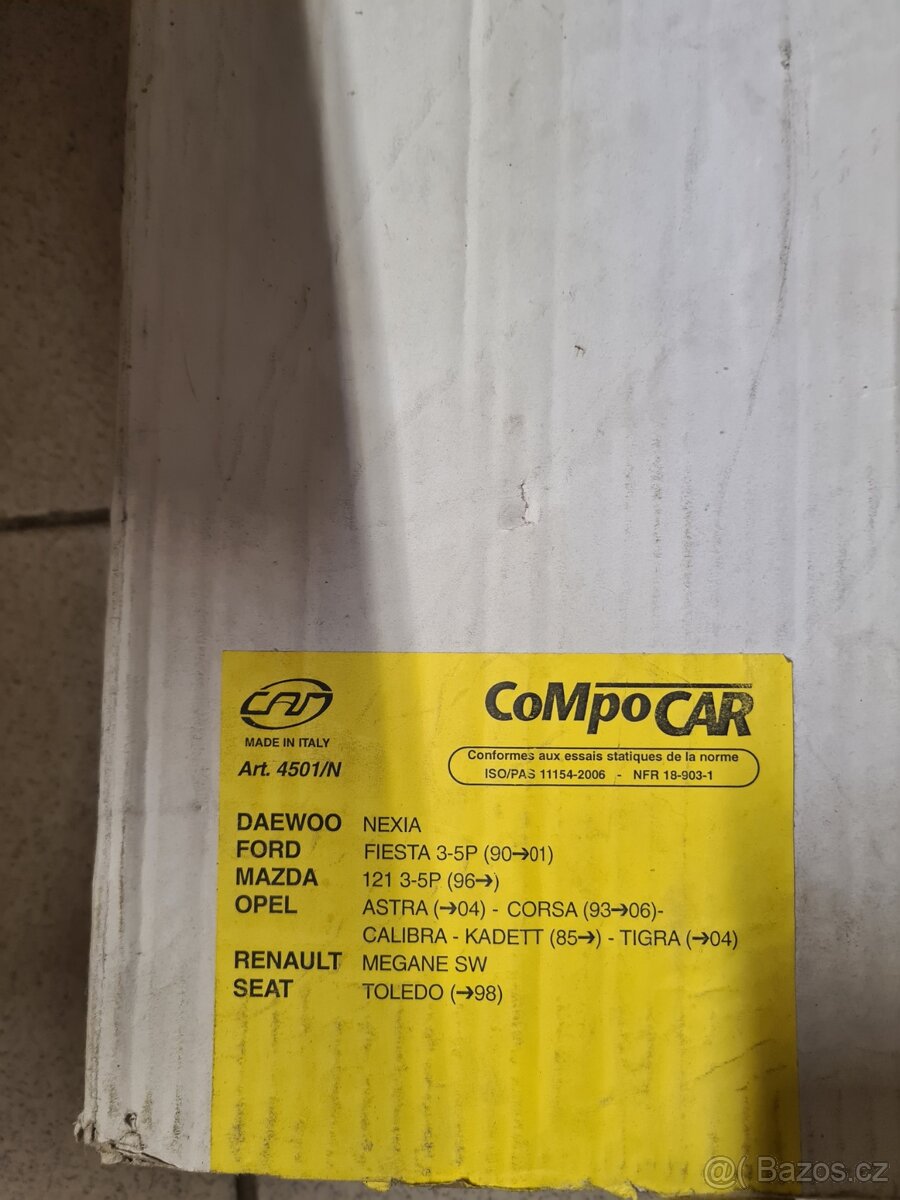 CAM
MADE IN ITALY
Art. 4501/N
CoMpoCAR
Conformes aux essais statiques de la norme
ISO/PAS 11154-2006 - NFR 18-903-1
DAEWOO NEXIA
FORD FIESTA 3-5P (90➔01)
MAZDA 121 3-5P (96➔)
OPEL ASTRA (➔04) - CORSA (93➔06)-
CALIBRA - KADETT (85➔) - TIGRA (➔04)
RENAULT MEGANE SW
SEAT TOLEDO (➔98)
@( Bazos.cz